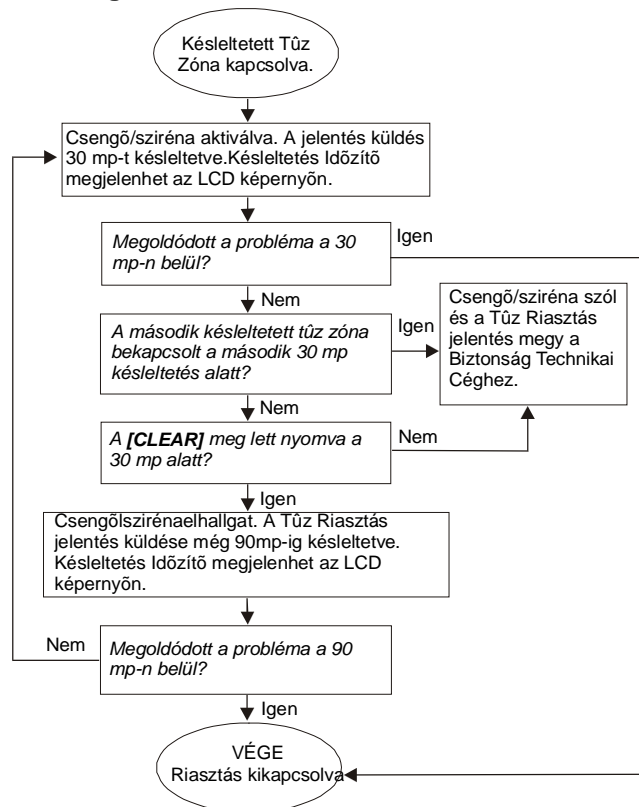 Késleltetett Tûz
Zóna kapcsolva.
Csengõ/sziréna aktiválva. A jelentés küldés
30 mp-t késleltetve.Késleltetés Idõzítõ
megjelenhet az LCD képernyõn.
Megoldódott a probléma a 30
mp-n belül?
Igen
Nem
A második késleltetett tûz zóna
bekapcsolt a második 30 mp
késleltetés alatt?
Igen
Csengõ/sziréna szól
és a Tûz Riasztás
jelentés megy a
Biztonság Technikai
Céghez.
Nem
A [CLEAR] meg lett nyomva a
30 mp alatt?
Nem
Igen
Csengõlszirénaelhallgat. A Tûz Riasztás
jelentés küldése még 90mp-ig késleltetve.
Késleltetés Idõzítõ megjelenhet az LCD
képernyõn.
Nem
Megoldódott a probléma a 90
mp-n belül?
Igen
VÉGE
Riasztás kikapcsolva